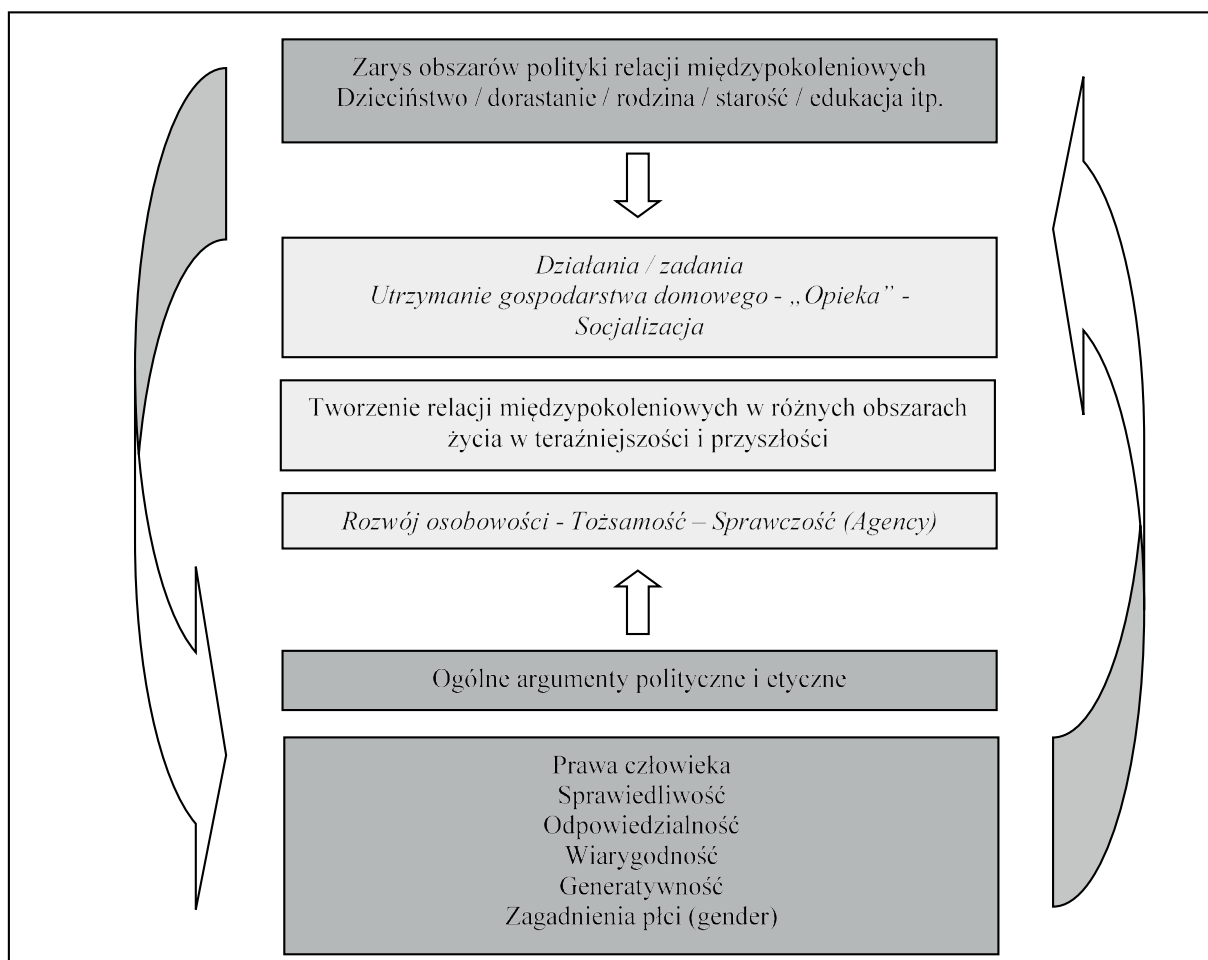 Zarys obszarów polityki relacji międzypokoleniowych
Dzieciństwo / dorastanie / rodzina / starość / edukacja itp.
Działania / zadania
Utrzymanie gospodarstwa domowego - „Opieka” -
Socjalizacja
Tworzenie relacji międzypokoleniowych w różnych obszarach
życia w teraźniejszości i przyszłości
Rozwój osobowości - Tożsamość – Sprawczość (Agency)
Ogólne argumenty polityczne i etyczne
Prawa człowieka
Sprawiedliwość
Odpowiedzialność
Wiarygodność
Generatywność
Zagadnienia płci (gender)